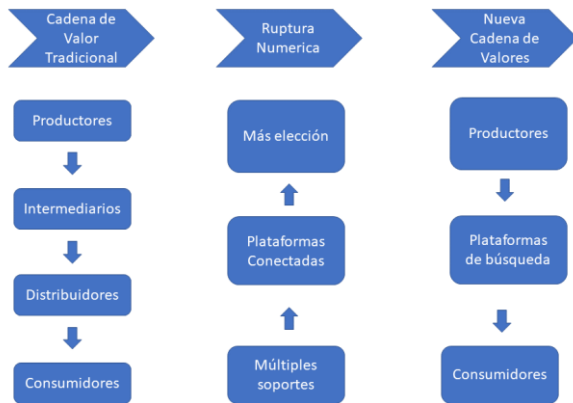 Cadena de
Valor
Tradicional
Productores
Intermediarios
Distribuidores
Consumidores
Ruptura
Numerica
Más elección
Plataformas
Conectadas
Múltiples
soportes
Nueva
Cadena de
Valores
Productores
Plataformas
de búsqueda
Consumidores